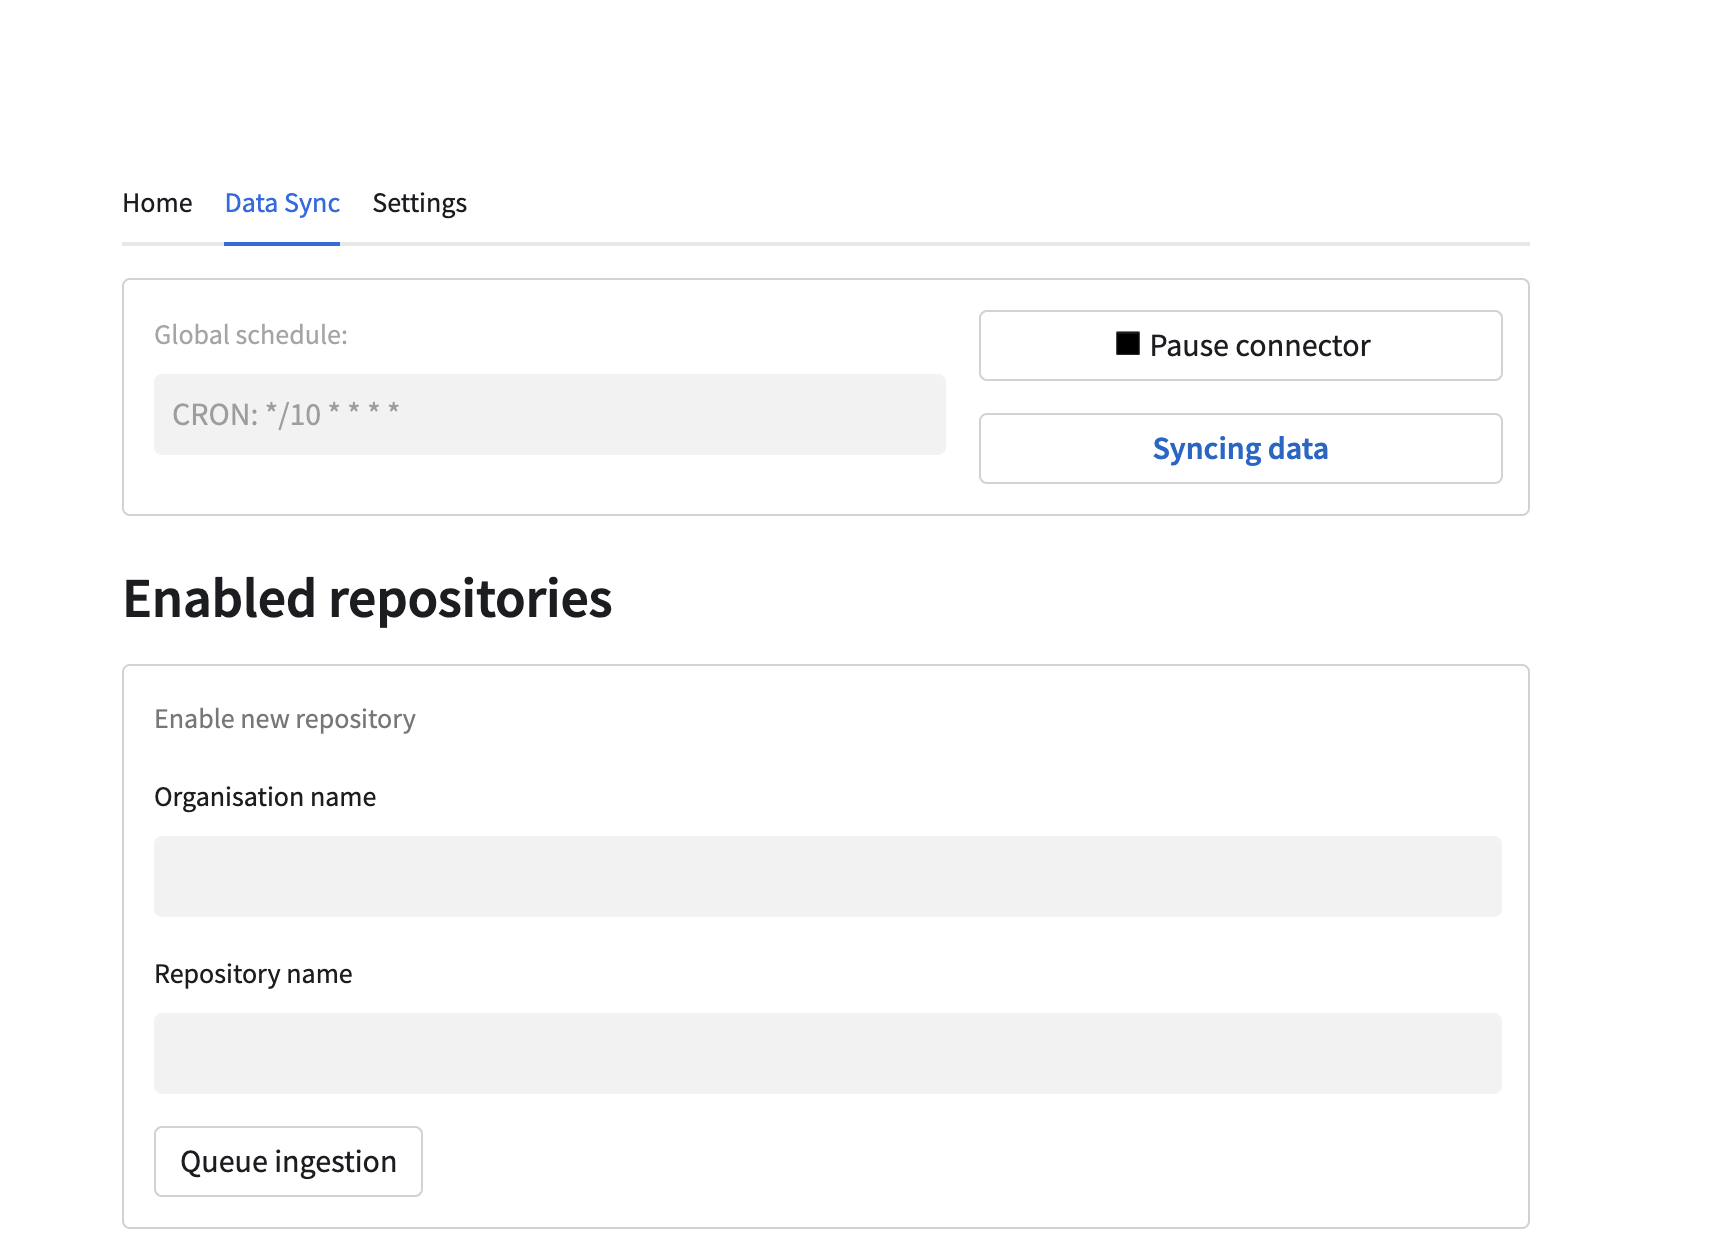 Home Data Sync Settings
Global schedule:
CRON: */10 * * * *
Pause connector
Syncing data
Enabled repositories
Enable new repository
Organisation name
Repository name
Queue ingestion